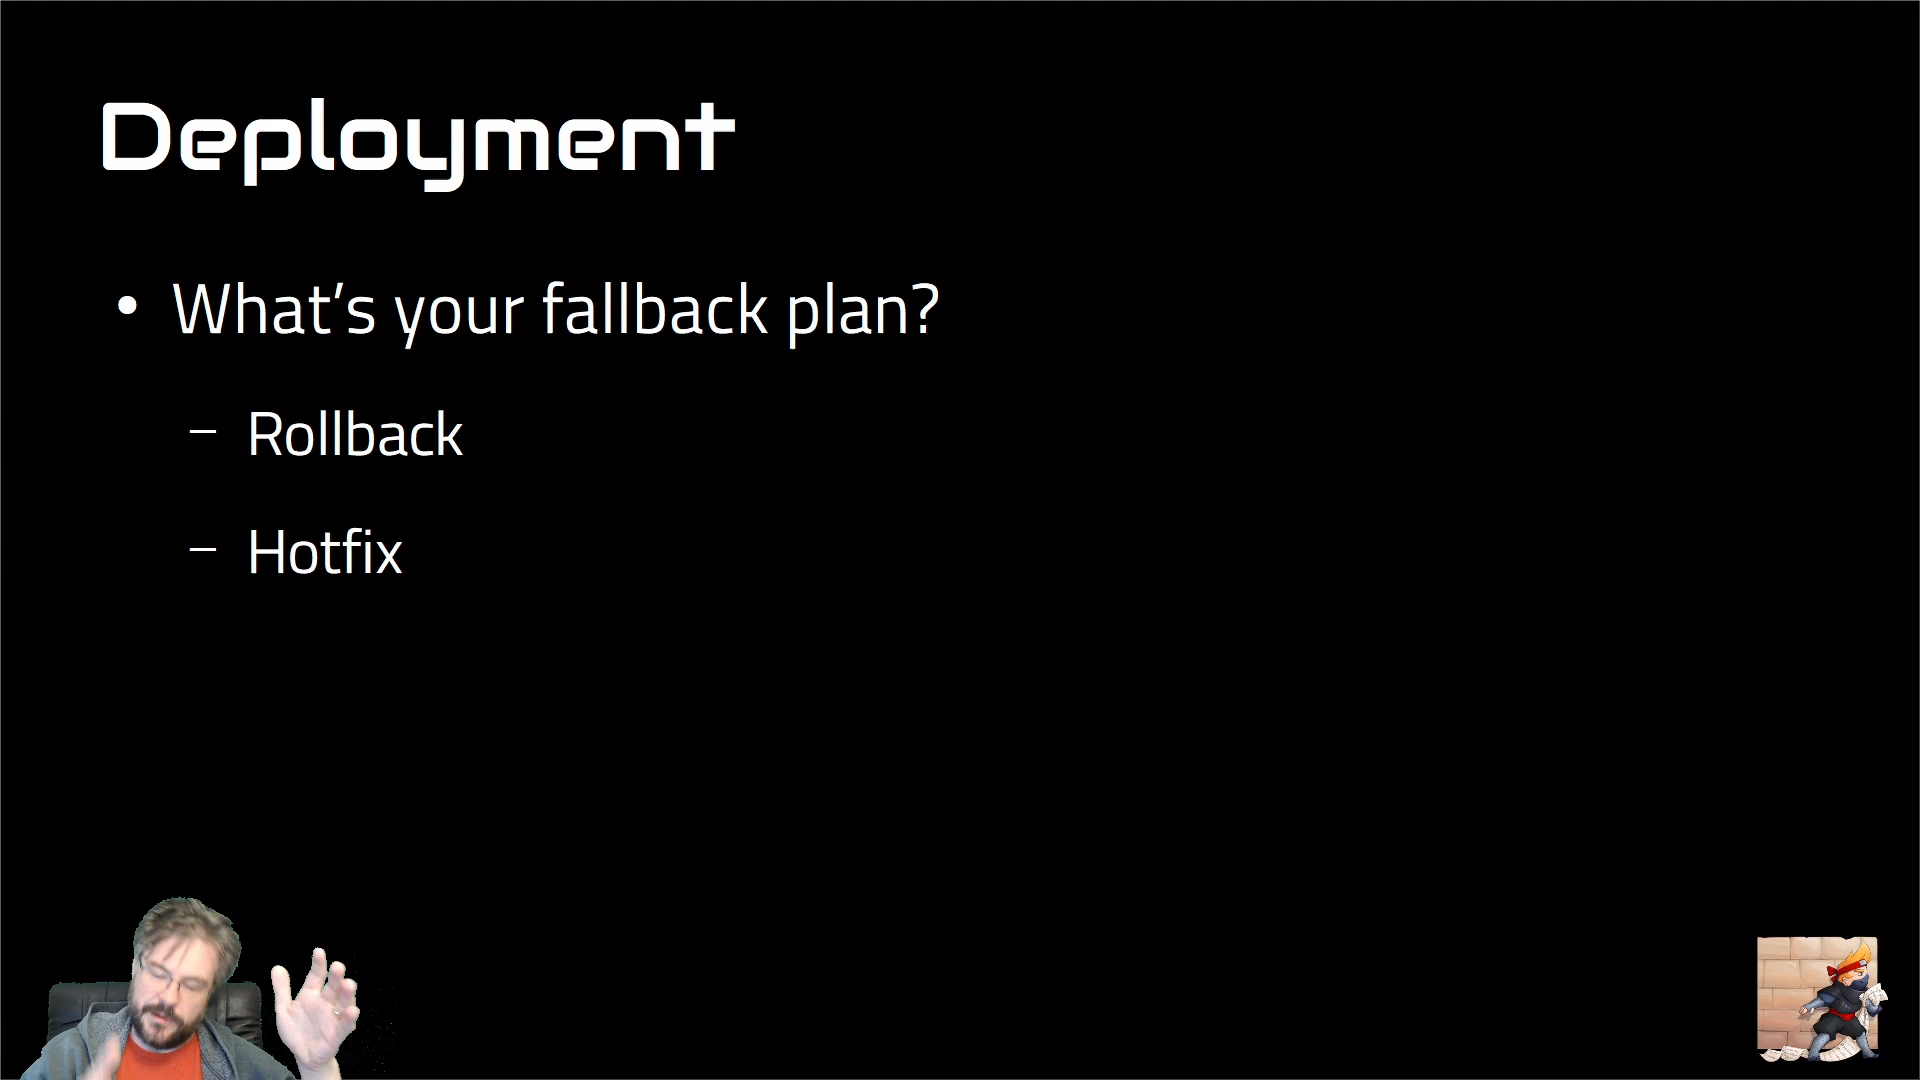 Deployment
• What’s your fallback plan?
– Rollback
– Hotfix